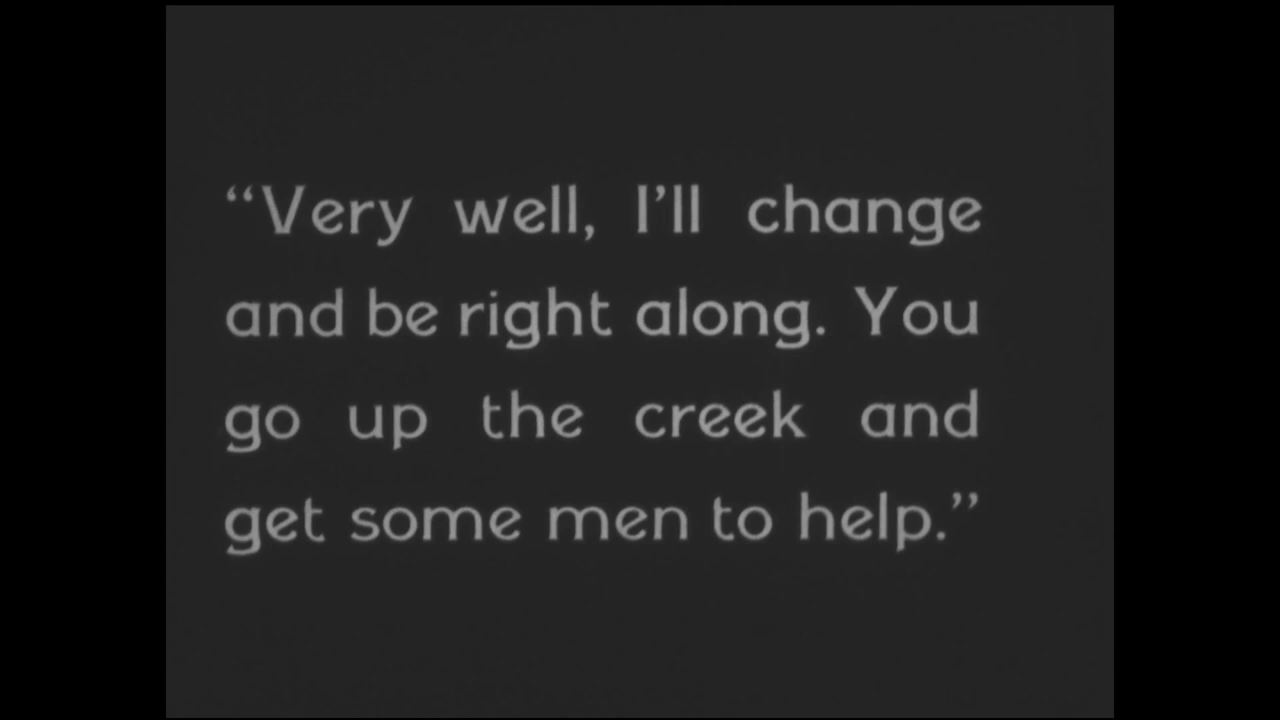 “Very well, I’ll change
and be right along. You
go up the creek and
get some men to help.”